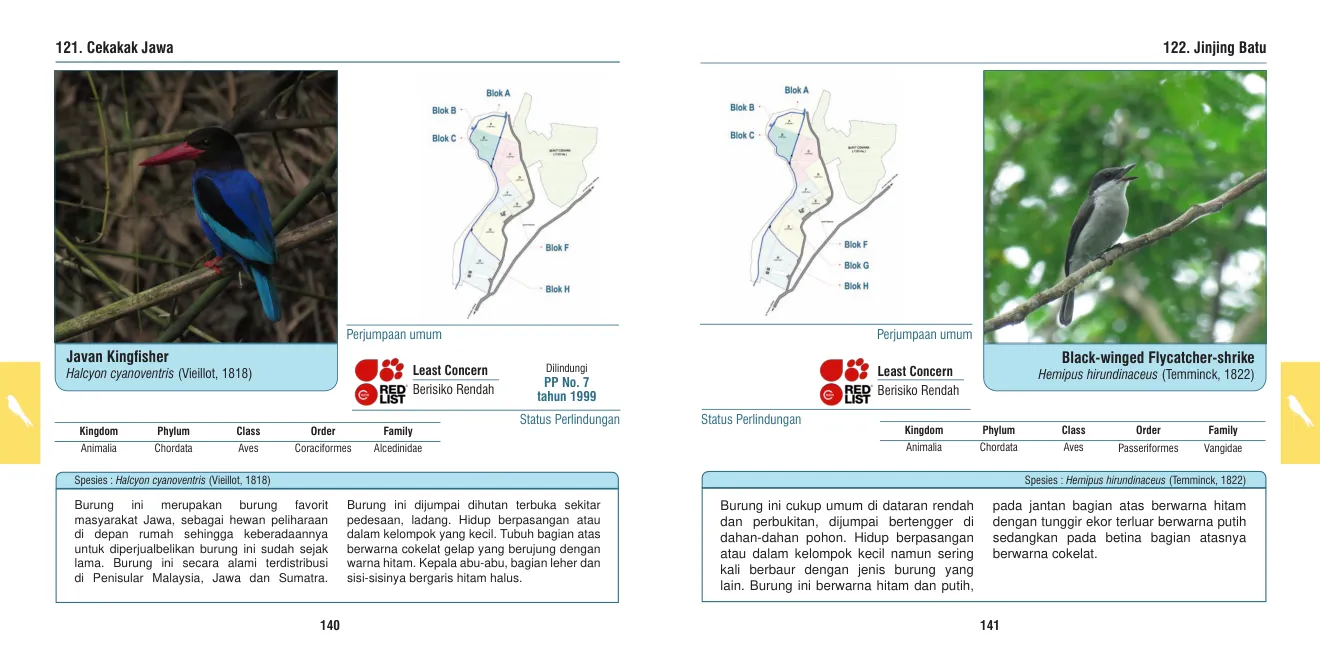 121. Cekakak Jawa
Blok A
Blok B
Blok C
Blok F
Blok H
Perjumpaan umum
Javan Kingfisher
Halcyon cyanoventris (Vieillot, 1818)
RED LIST
Least Concern
Berisiko Rendah
Dilindungi
PP No. 7
tahun 1999
Status Perlindungan
Kingdom Phylum Class Order Family
Animalia Chordata Aves Coraciformes Alcedinidae
Spesies : Halcyon cyanoventris (Vieillot, 1818)
Burung ini merupakan burung favorit
masyarakat Jawa, sebagai hewan peliharaan
di depan rumah sehingga keberadaannya
untuk diperjualbelikan burung ini sudah sejak
lama. Burung ini secara alami terdistribusi
di Penisular Malaysia, Jawa dan Sumatra.
Burung ini dijumpai dihutan terbuka sekitar
pedesaan, ladang. Hidup berpasangan atau
dalam kelompok yang kecil. Tubuh bagian atas
berwarna cokelat gelap yang berujung dengan
warna hitam. Kepala abu-abu, bagian leher dan
sisi-sisinya bergaris hitam halus.
140
122. Jinjing Batu
Blok A
Blok B
Blok C
Blok F
Blok G
Blok H
Perjumpaan umum
Black-winged Flycatcher-shrike
Hemipus hirundinaceus (Temminck, 1822)
RED LIST
Least Concern
Berisiko Rendah
Status Perlindungan
Kingdom Phylum Class Order Family
Animalia Chordata Aves Passeriformes Vangidae
Spesies : Hemipus hirundinaceus (Temminck, 1822)
Burung ini cukup umum di dataran rendah
dan perbukitan, dijumpai bertengger di
dahan-dahan pohon. Hidup berpasangan
atau dalam kelompok kecil namun sering
kali berbaur dengan jenis burung yang
lain. Burung ini berwarna hitam dan putih,
pada jantan bagian atas berwarna hitam
dengan tunggir ekor terluar berwarna putih
sedangkan pada betina bagian atasnya
berwarna cokelat.
141